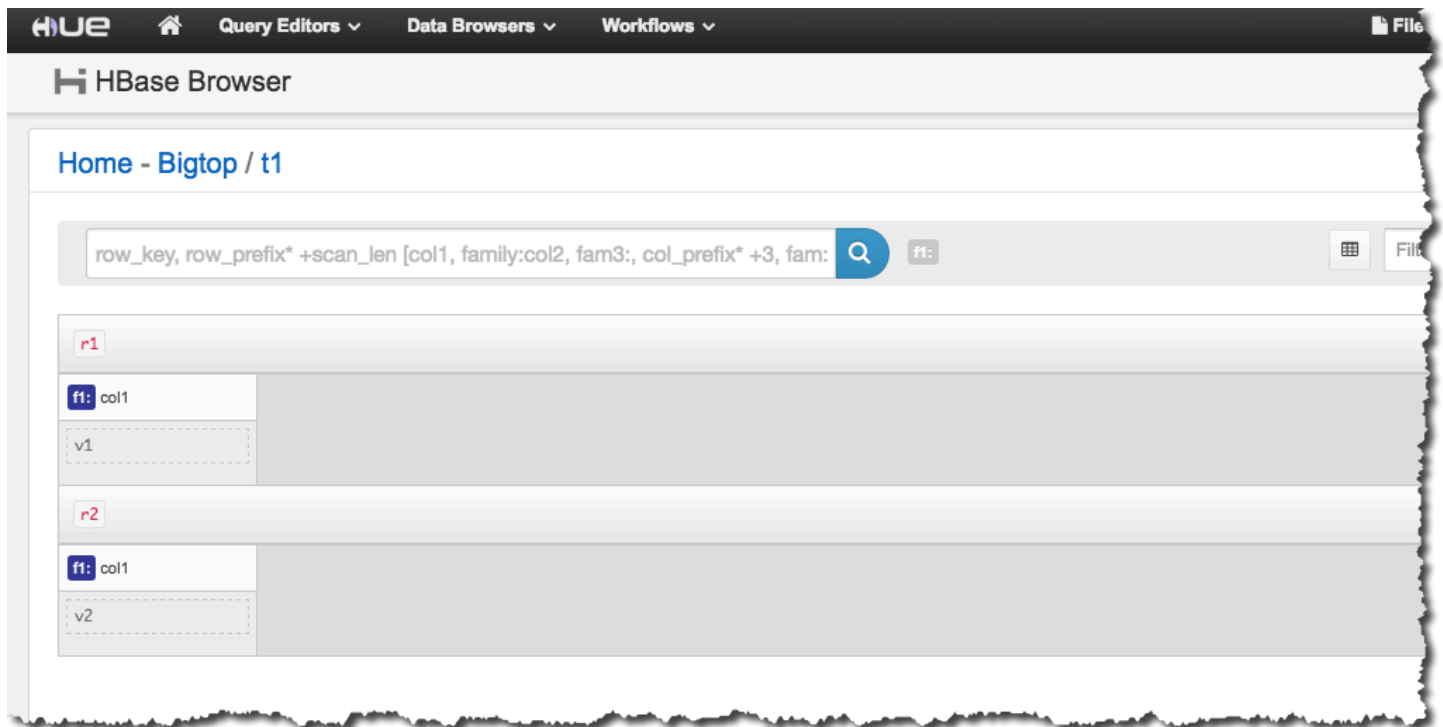 HUE Query Editors Data Browsers Workflows File
HBase Browser
Home - Bigtop / t1
row_key, row_prefix* +scan_len [col1, family:col2, fam3:, col_prefix* +3, fam: f1: Filt
r1
f1: col1
v1
r2
f1: col1
v2